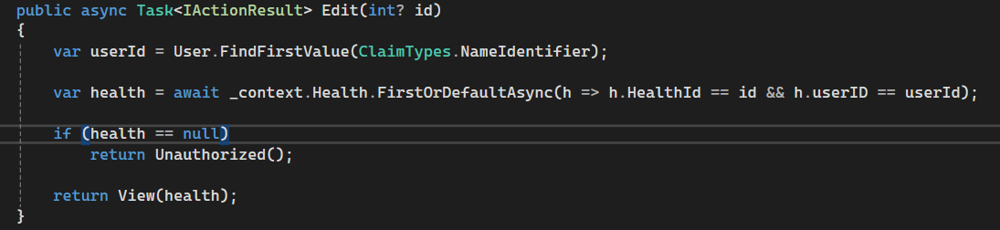 public async Task<IActionResult> Edit(int? id)
{
var userId = User.FindFirstValue(ClaimTypes.NameIdentifier);
var health = await _context.Health.FirstOrDefaultAsync(h => h.HealthId == id && h.userID == userId);
if (health == null)
return Unauthorized();
return View(health);
}